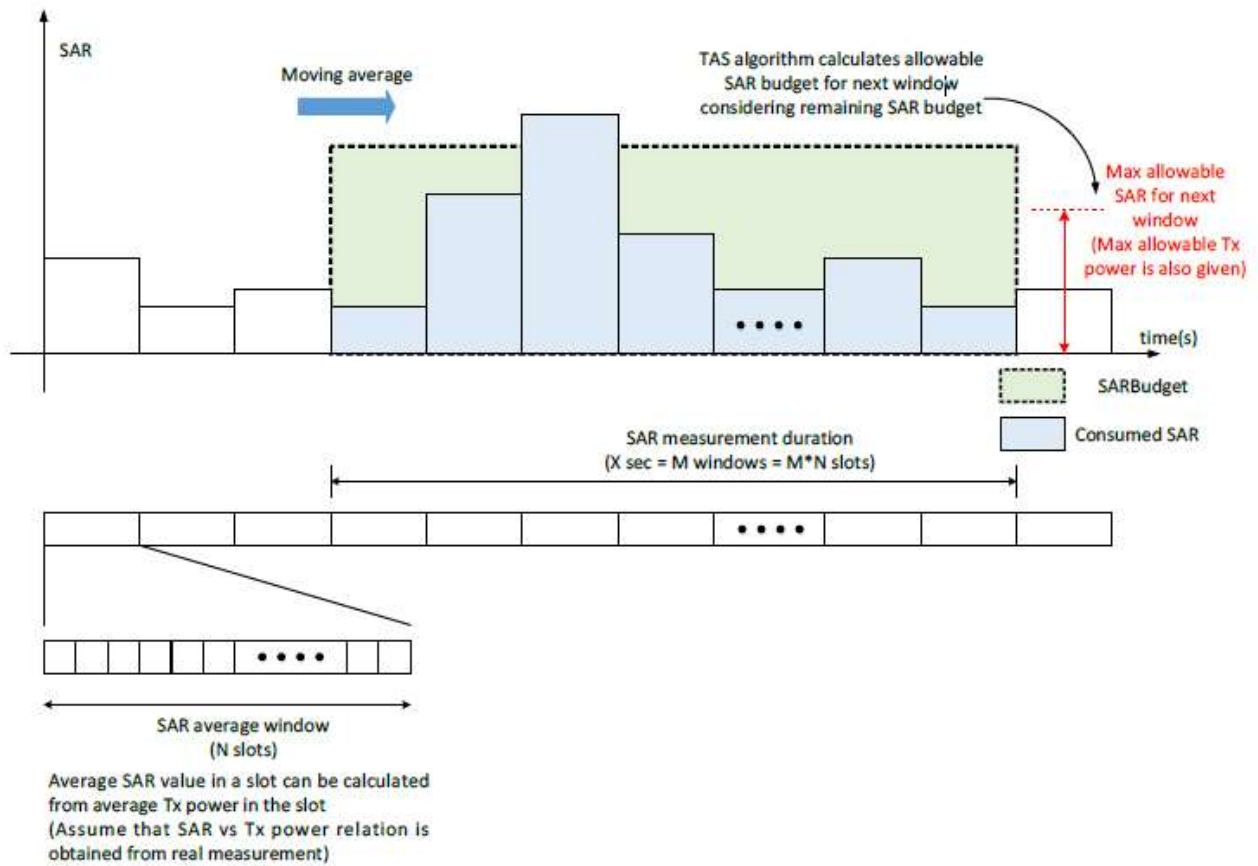 SAR
Moving average
TAS algorithm calculates allowable
SAR budget for next window
considering remaining SAR budget
Max allowable
SAR for next
window
(Max allowable Tx
power is also given)
time(s)
SARBudget
Consumed SAR
SAR measurement duration
(X sec = M windows = M*N slots)
SAR average window
(N slots)
Average SAR value in a slot can be calculated
from average Tx power in the slot
(Assume that SAR vs Tx power relation is
obtained from real measurement)